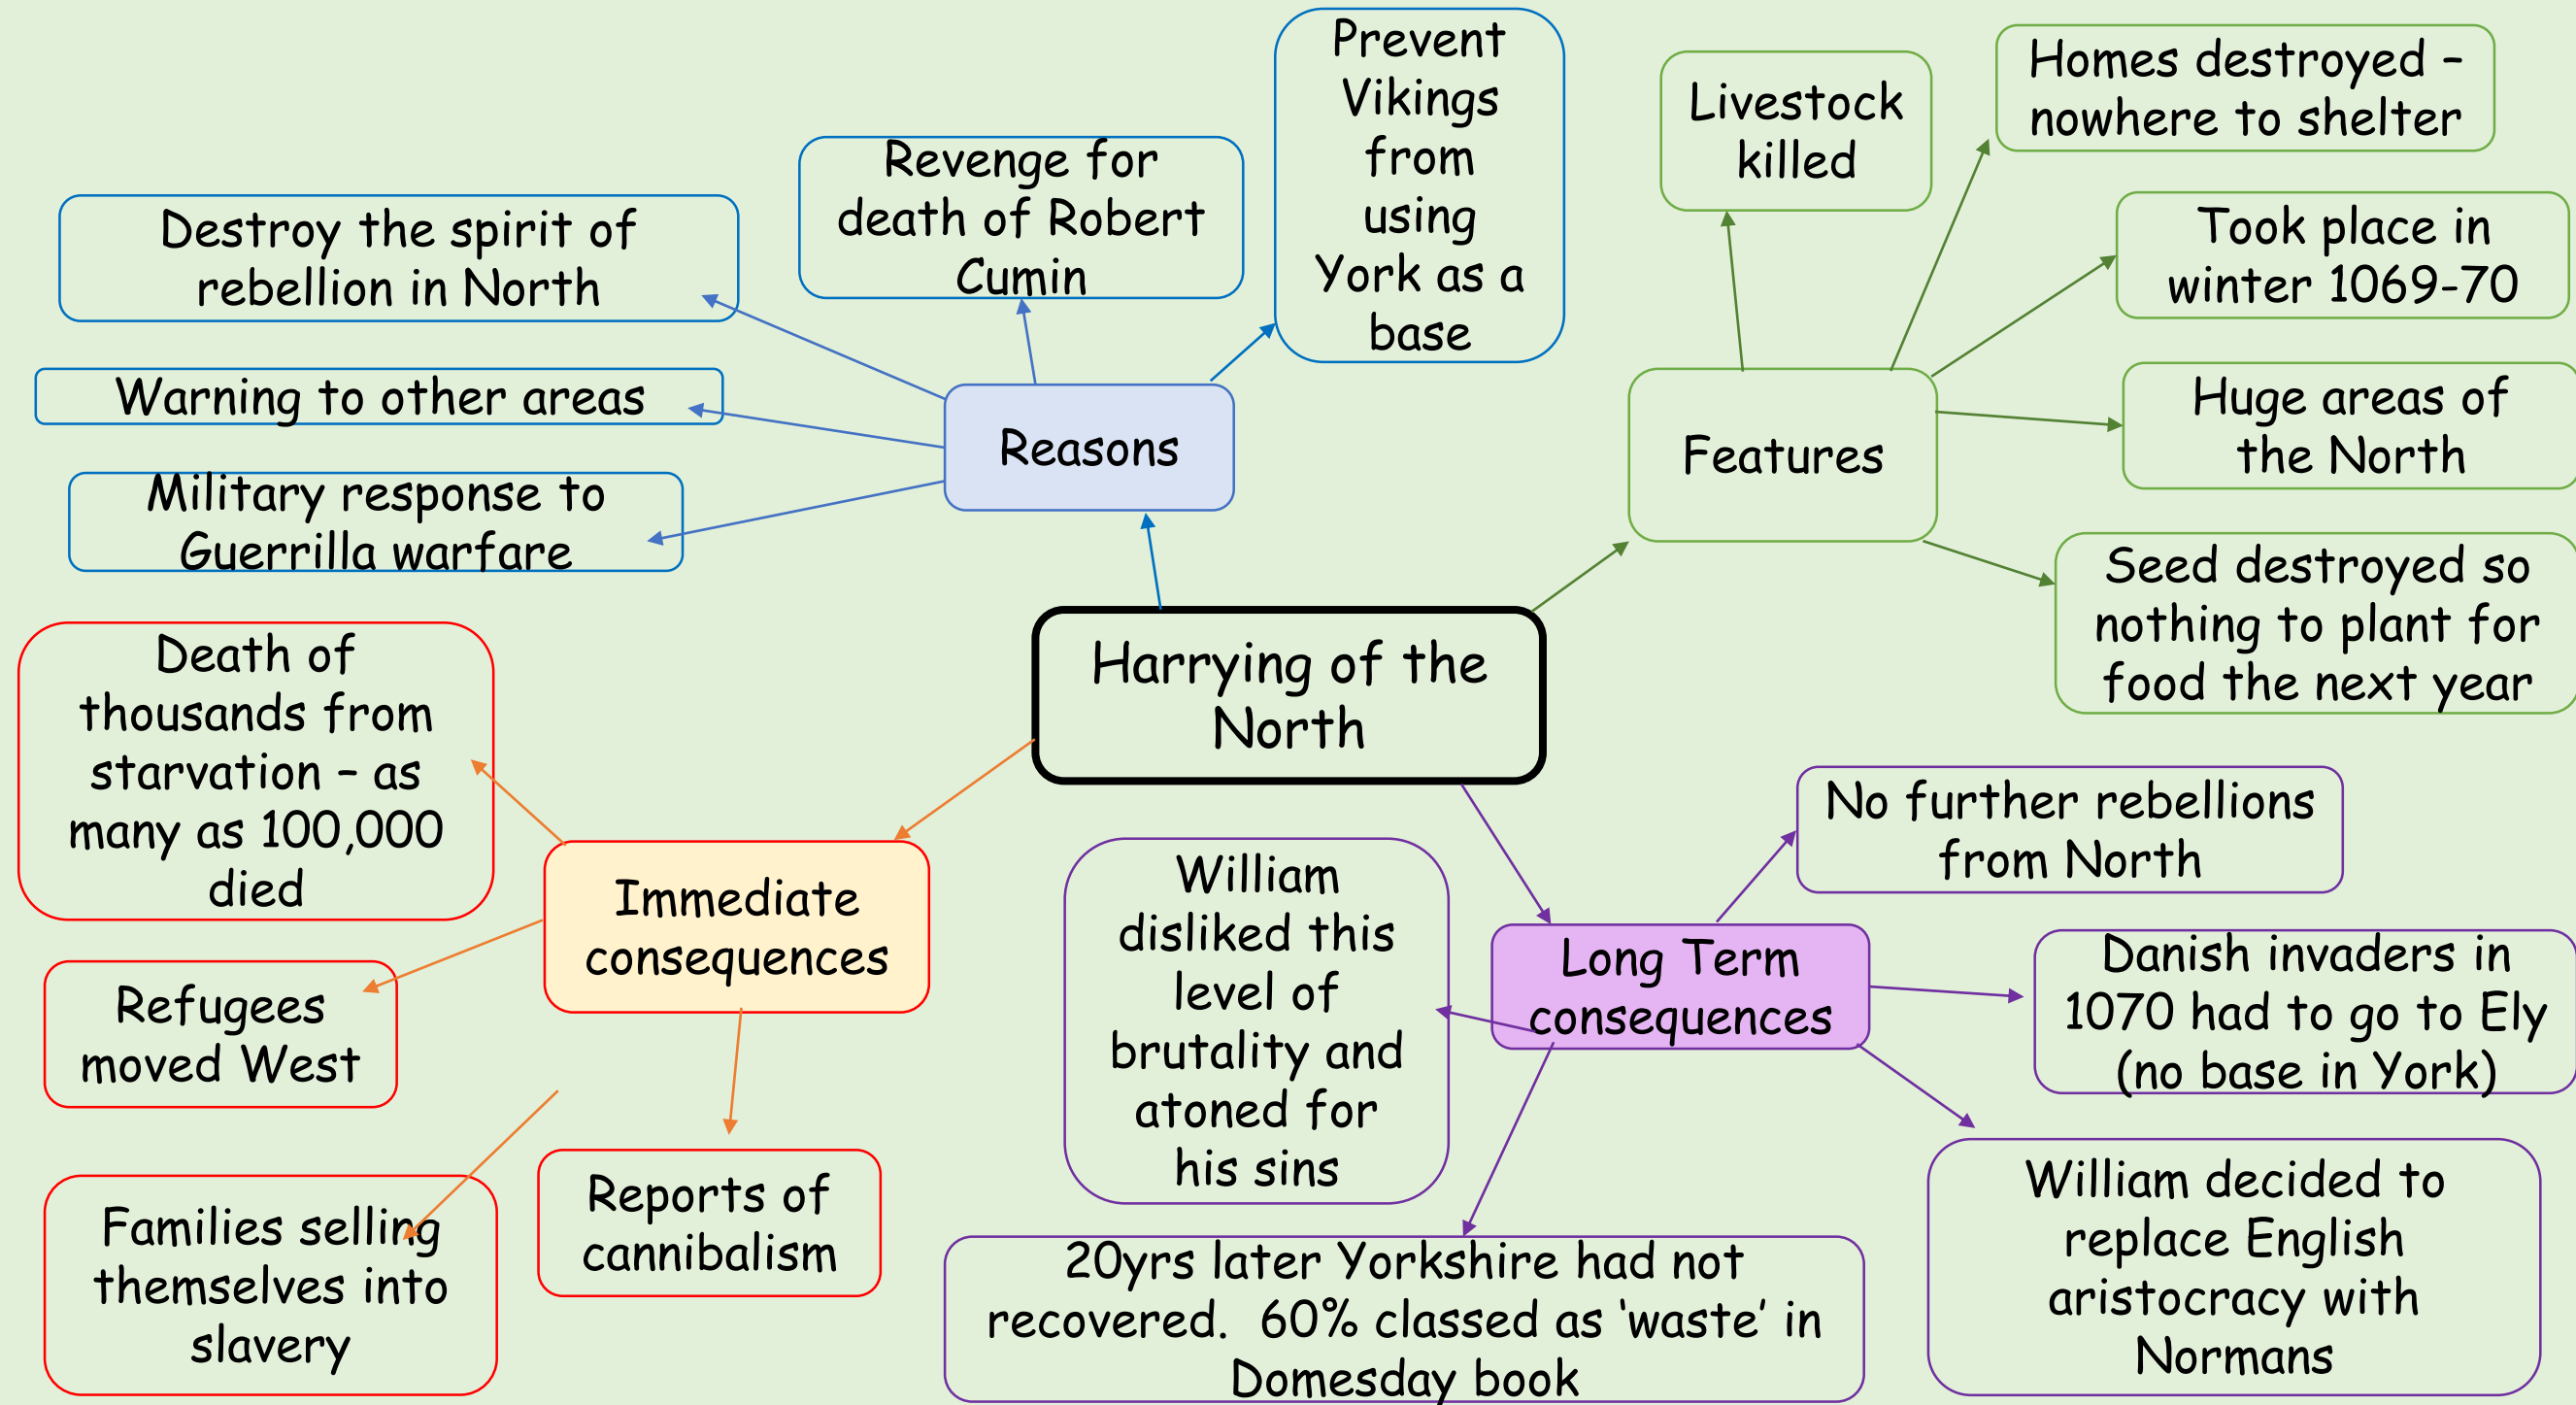 Harrying of the
North
Reasons
Destroy the spirit of
rebellion in North
Revenge for
death of Robert
Cumin
Prevent
Vikings
from
using
York as a
base
Warning to other areas
Military response to
Guerrilla warfare
Features
Livestock
killed
Homes destroyed –
nowhere to shelter
Took place in
winter 1069-70
Huge areas of
the North
Seed destroyed so
nothing to plant for
food the next year
Immediate
consequences
Death of
thousands from
starvation – as
many as 100,000
died
Refugees
moved West
Families selling
themselves into
slavery
Reports of
cannibalism
Long Term
consequences
No further rebellions
from North
Danish invaders in
1070 had to go to Ely
(no base in York)
William decided to
replace English
aristocracy with
Normans
William
disliked this
level of
brutality and
atoned for
his sins
20yrs later Yorkshire had not
recovered.  60% classed as ‘waste’ in
Domesday book